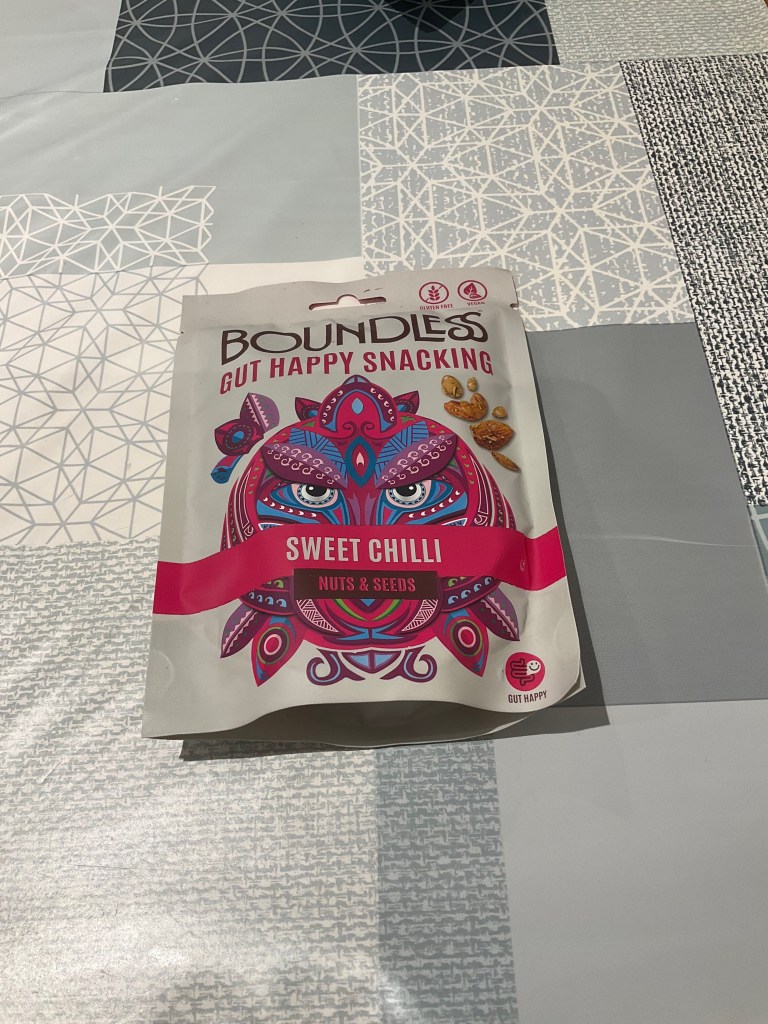 GLUTEN FREE
VEGAN
BOUNDLESS
GUT HAPPY SNACKING
SWEET CHILLI
NUTS & SEEDS
GUT HAPPY